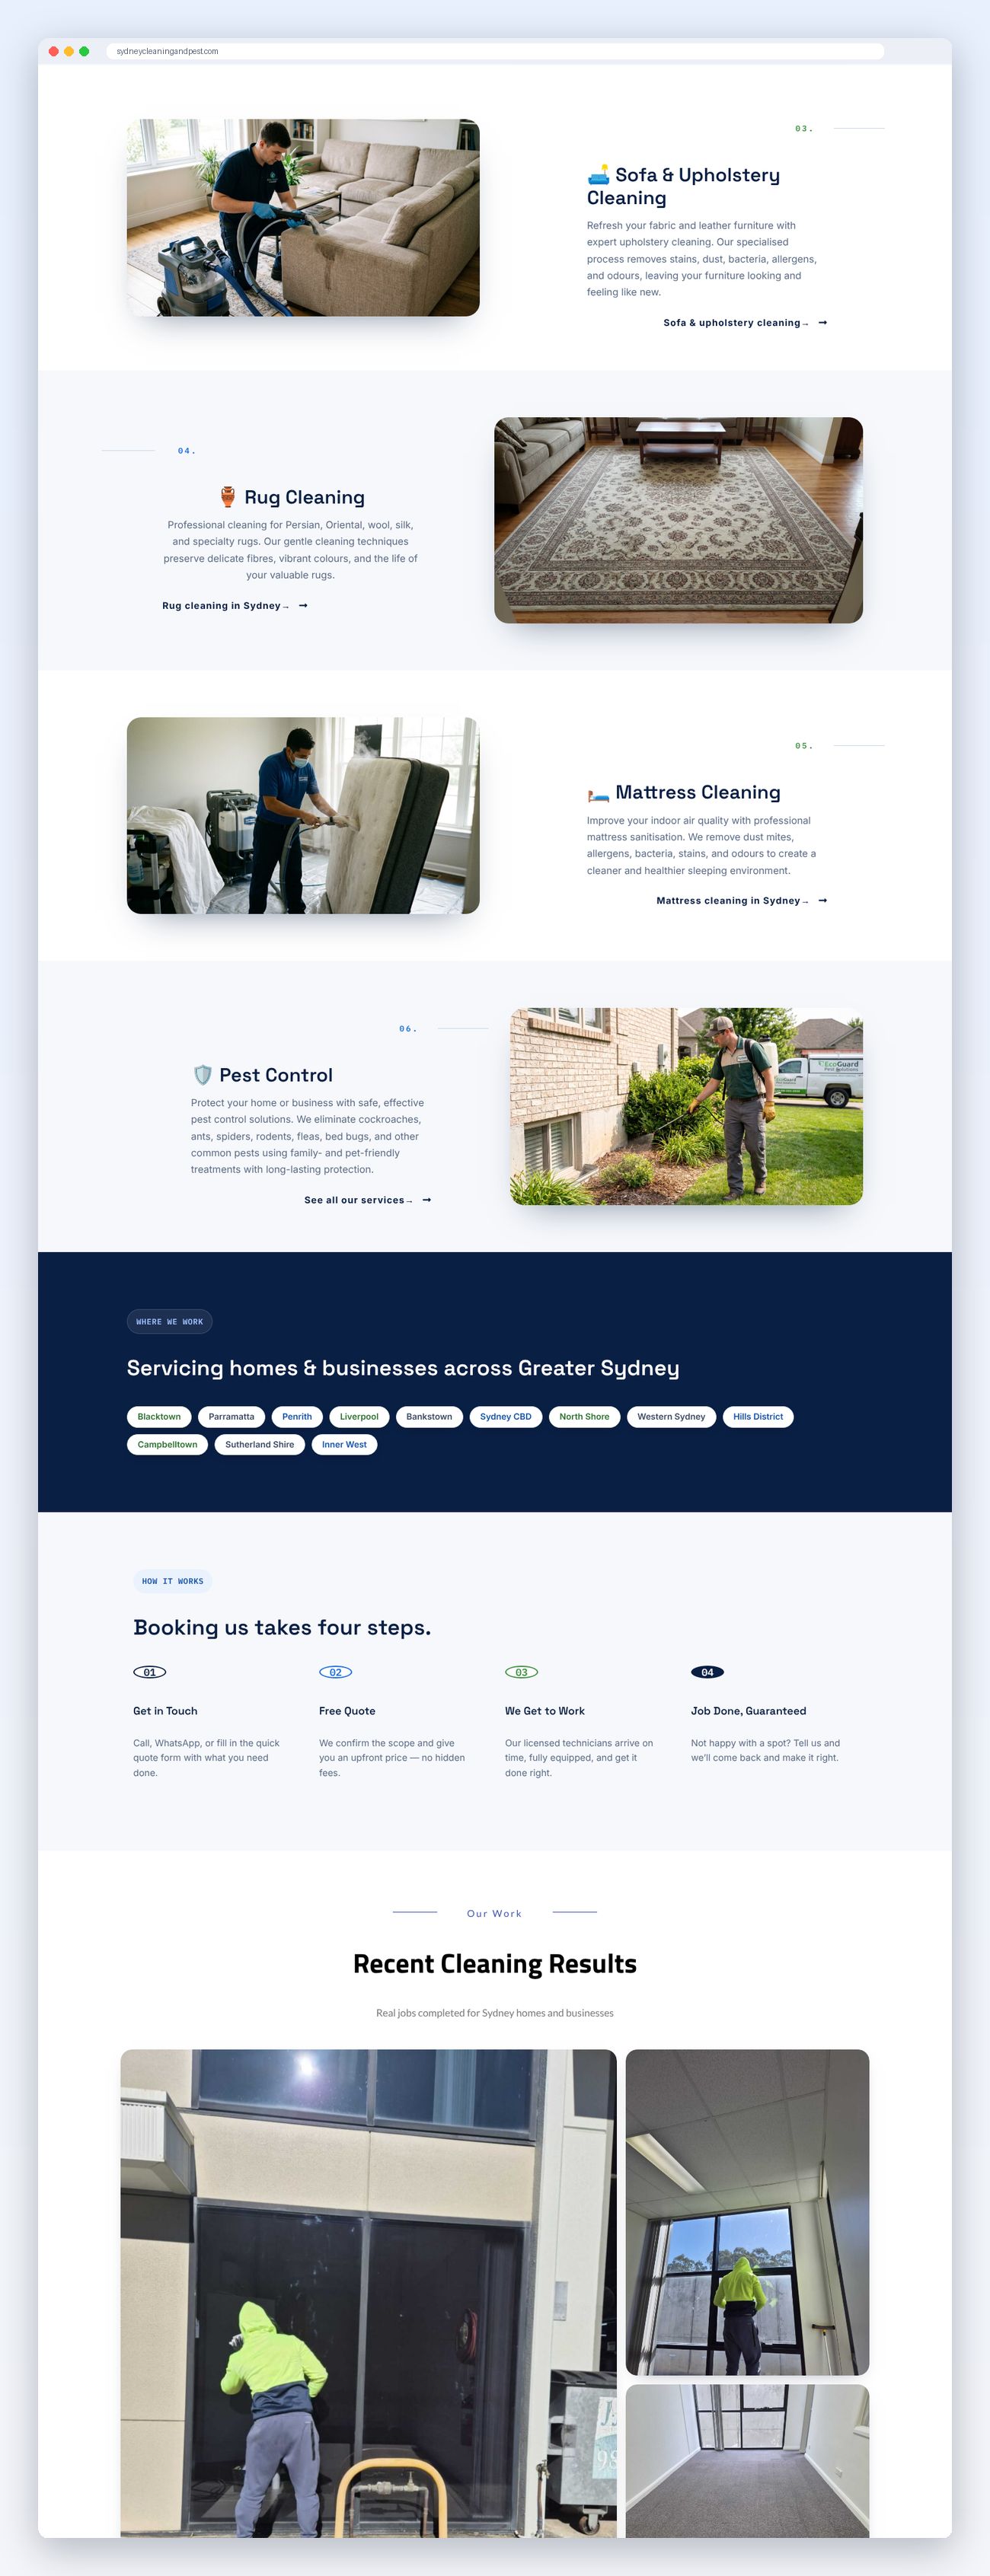 sydneycleaningandpest.com
03.
Sofa & Upholstery
Cleaning
Refresh your fabric and leather furniture with
expert upholstery cleaning. Our specialised
process removes stains, dust, bacteria, allergens,
and odours, leaving your furniture looking and
feeling like new.
Sofa & upholstery cleaning→ →
04.
Rug Cleaning
Professional cleaning for Persian, Oriental, wool, silk,
and specialty rugs. Our gentle cleaning techniques
preserve delicate fibres, vibrant colours, and the life of
your valuable rugs.
Rug cleaning in Sydney→ →
05.
Mattress Cleaning
Improve your indoor air quality with professional
mattress sanitisation. We remove dust mites,
allergens, bacteria, stains, and odours to create a
cleaner and healthier sleeping environment.
Mattress cleaning in Sydney→ →
06.
Pest Control
Protect your home or business with safe, effective
pest control solutions. We eliminate cockroaches,
ants, spiders, rodents, fleas, bed bugs, and other
common pests using family- and pet-friendly
treatments with long-lasting protection.
See all our services→ →
EcoGuard
Pest Solutions
WHERE WE WORK
Servicing homes & businesses across Greater Sydney
Blacktown Parramatta Penrith Liverpool Bankstown Sydney CBD North Shore Western Sydney Hills District
Campbelltown Sutherland Shire Inner West
HOW IT WORKS
Booking us takes four steps.
01 02 03 04
Get in Touch
Call, WhatsApp, or fill in the quick
quote form with what you need
done.
Free Quote
We confirm the scope and give
you an upfront price — no hidden
fees.
We Get to Work
Our licensed technicians arrive on
time, fully equipped, and get it
done right.
Job Done, Guaranteed
Not happy with a spot? Tell us and
we'll come back and make it right.
Our Work
Recent Cleaning Results
Real jobs completed for Sydney homes and businesses